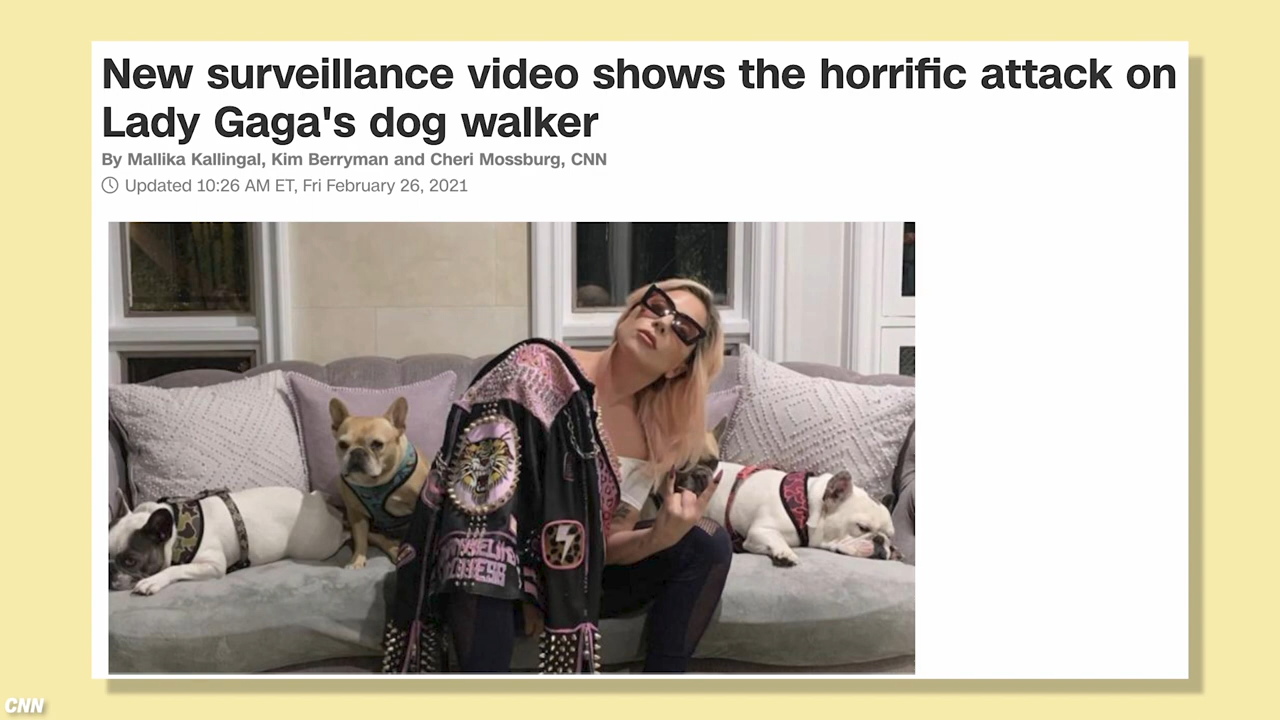 New surveillance video shows the horrific attack on
Lady Gaga's dog walker
By Mallika Kallingal, Kim Berryman and Cheri Mossburg, CNN
Updated 10:26 AM ET, Fri February 26, 2021
CNN